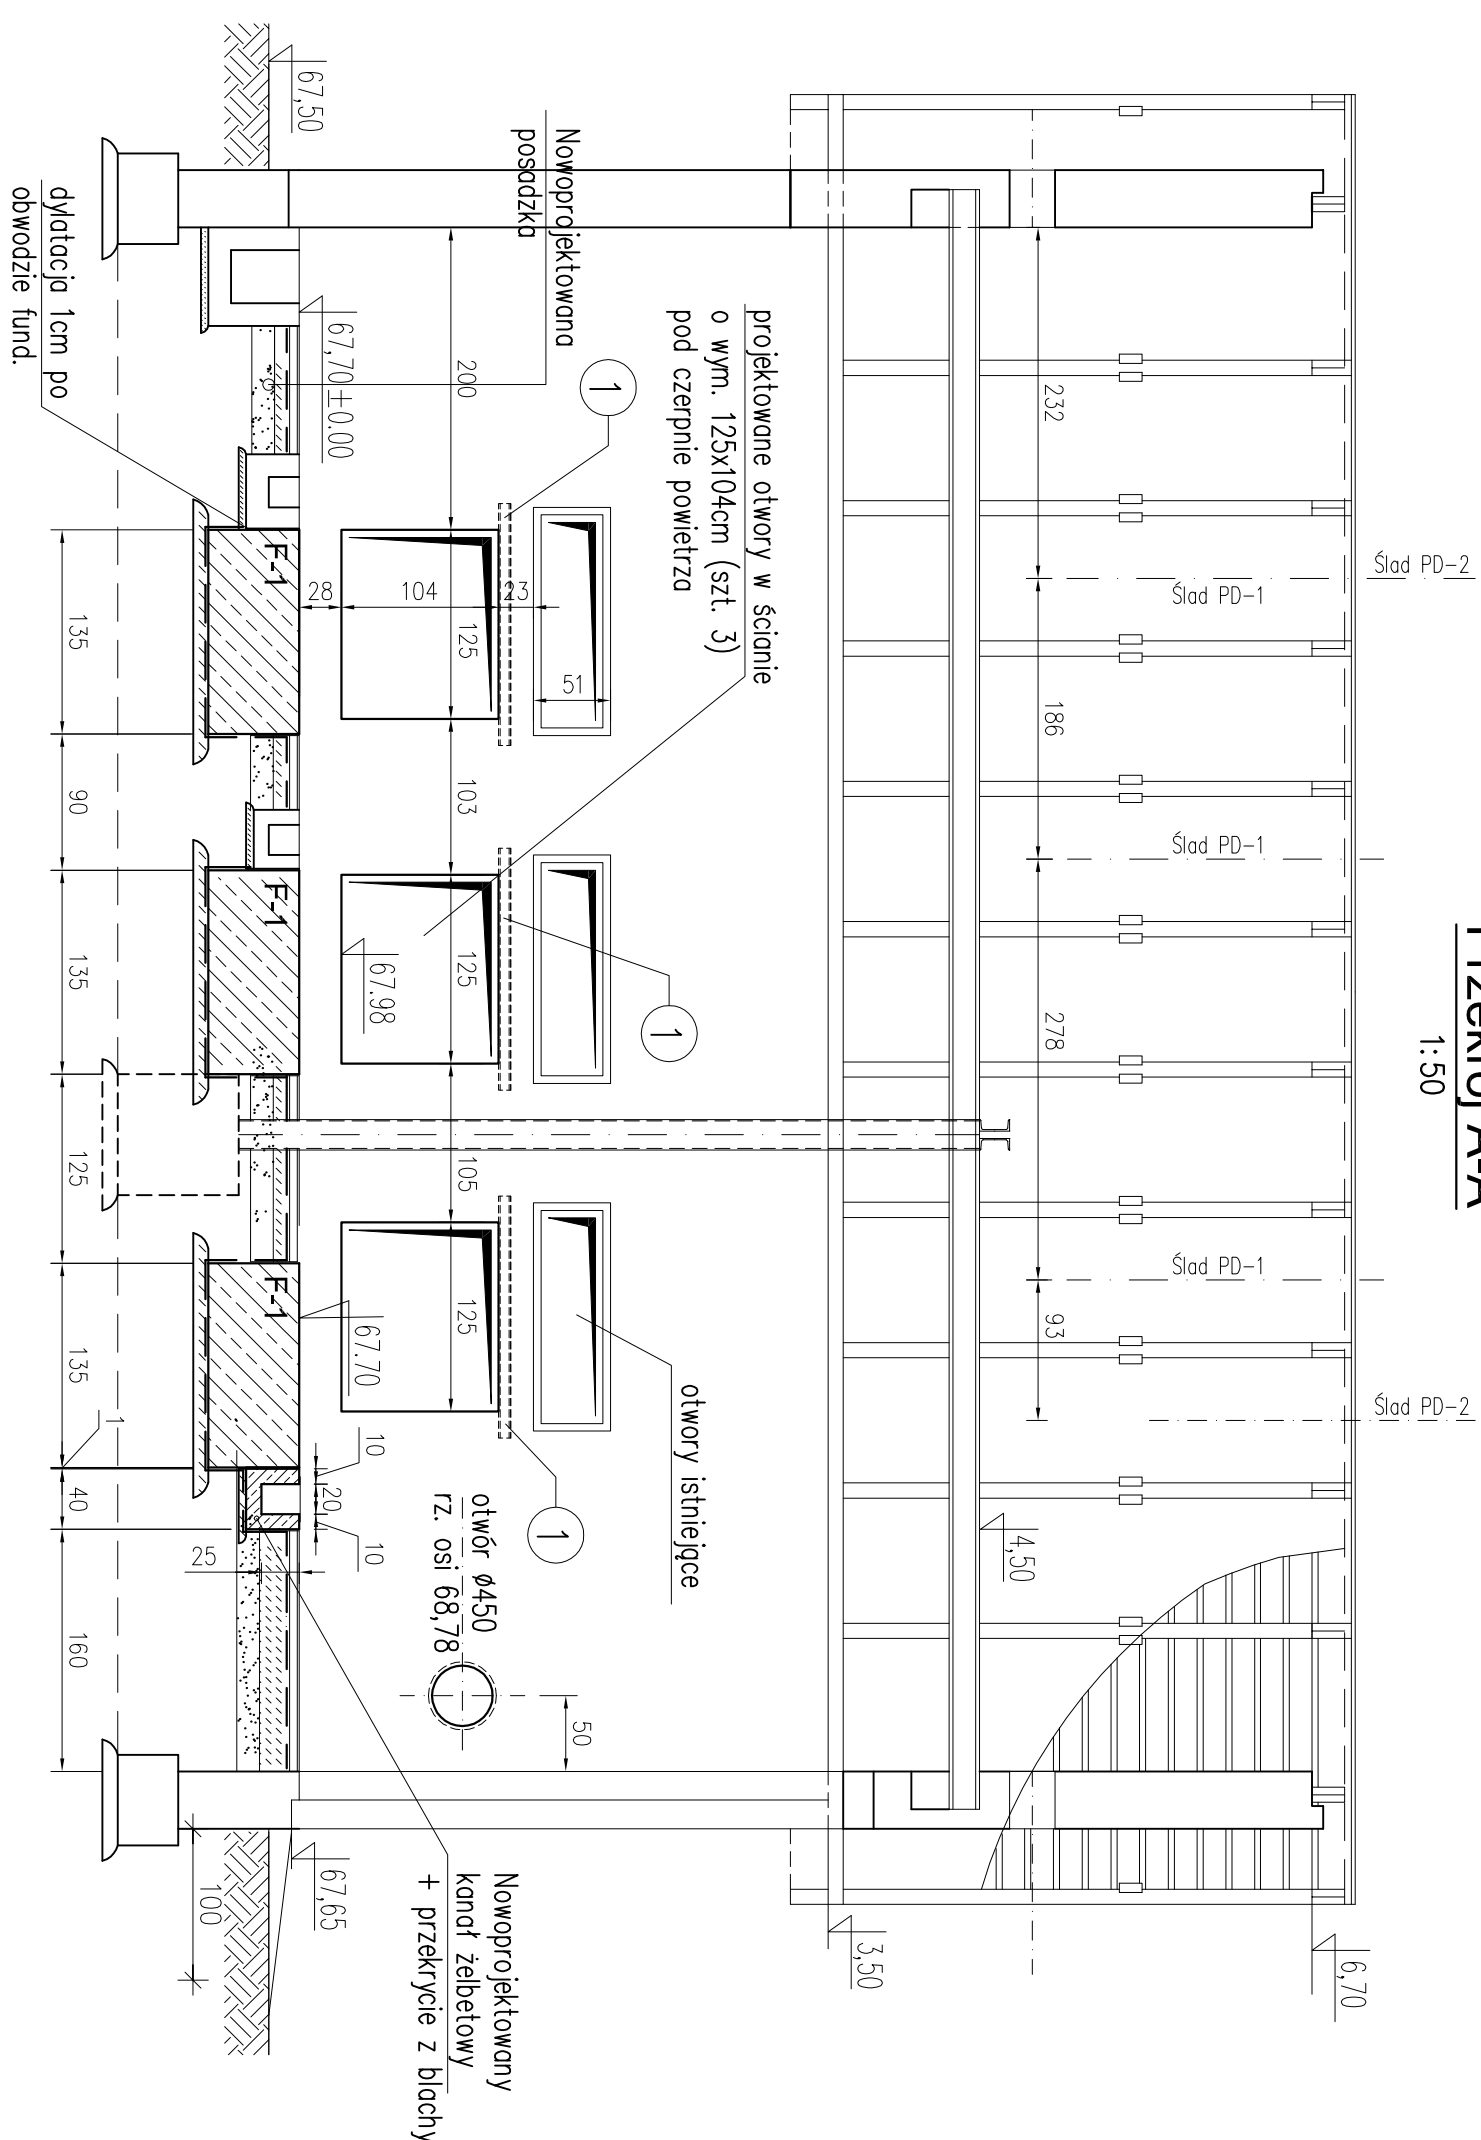 Przekrój A-A
1:50
Ślad PD-2
Ślad PD-1
Ślad PD-1
Ślad PD-1
Ślad PD-2
232
186
278
93
6,70
4,50
3,50
projektowane otwory w ścianie
o wym. 125x104cm (szt. 3)
pod czerpnie powietrza
1
1
1
otwory istniejące
Nowoprojektowana
posadzka
51
23
104
28
200
125
103
125
105
125
50
otwór ø450
rz. osi 68,78
67,50
67,70±0.00
67.98
67.70
67,65
10
20
10
25
100
F-1
F-1
F-1
Nowoprojektowany
kanał żelbetowy
+ przekrycie z blachy
135
90
135
125
135
1
40
160
dylatacja 1cm po
obwodzie fund.